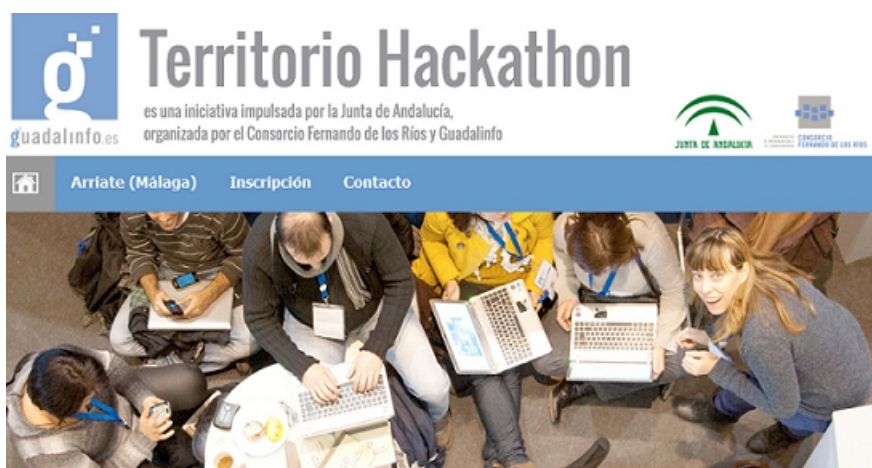 g
guadalinfo.es
Territorio Hackathon
es una iniciativa impulsada por la Junta de Andalucía,
organizada por el Consorcio Fernando de los Ríos y Guadalinfo
JUNTA DE ANDALUCIA
CONSORCIO
FERNANDO DE LOS RÍOS
Arriate (Málaga)
Inscripción
Contacto